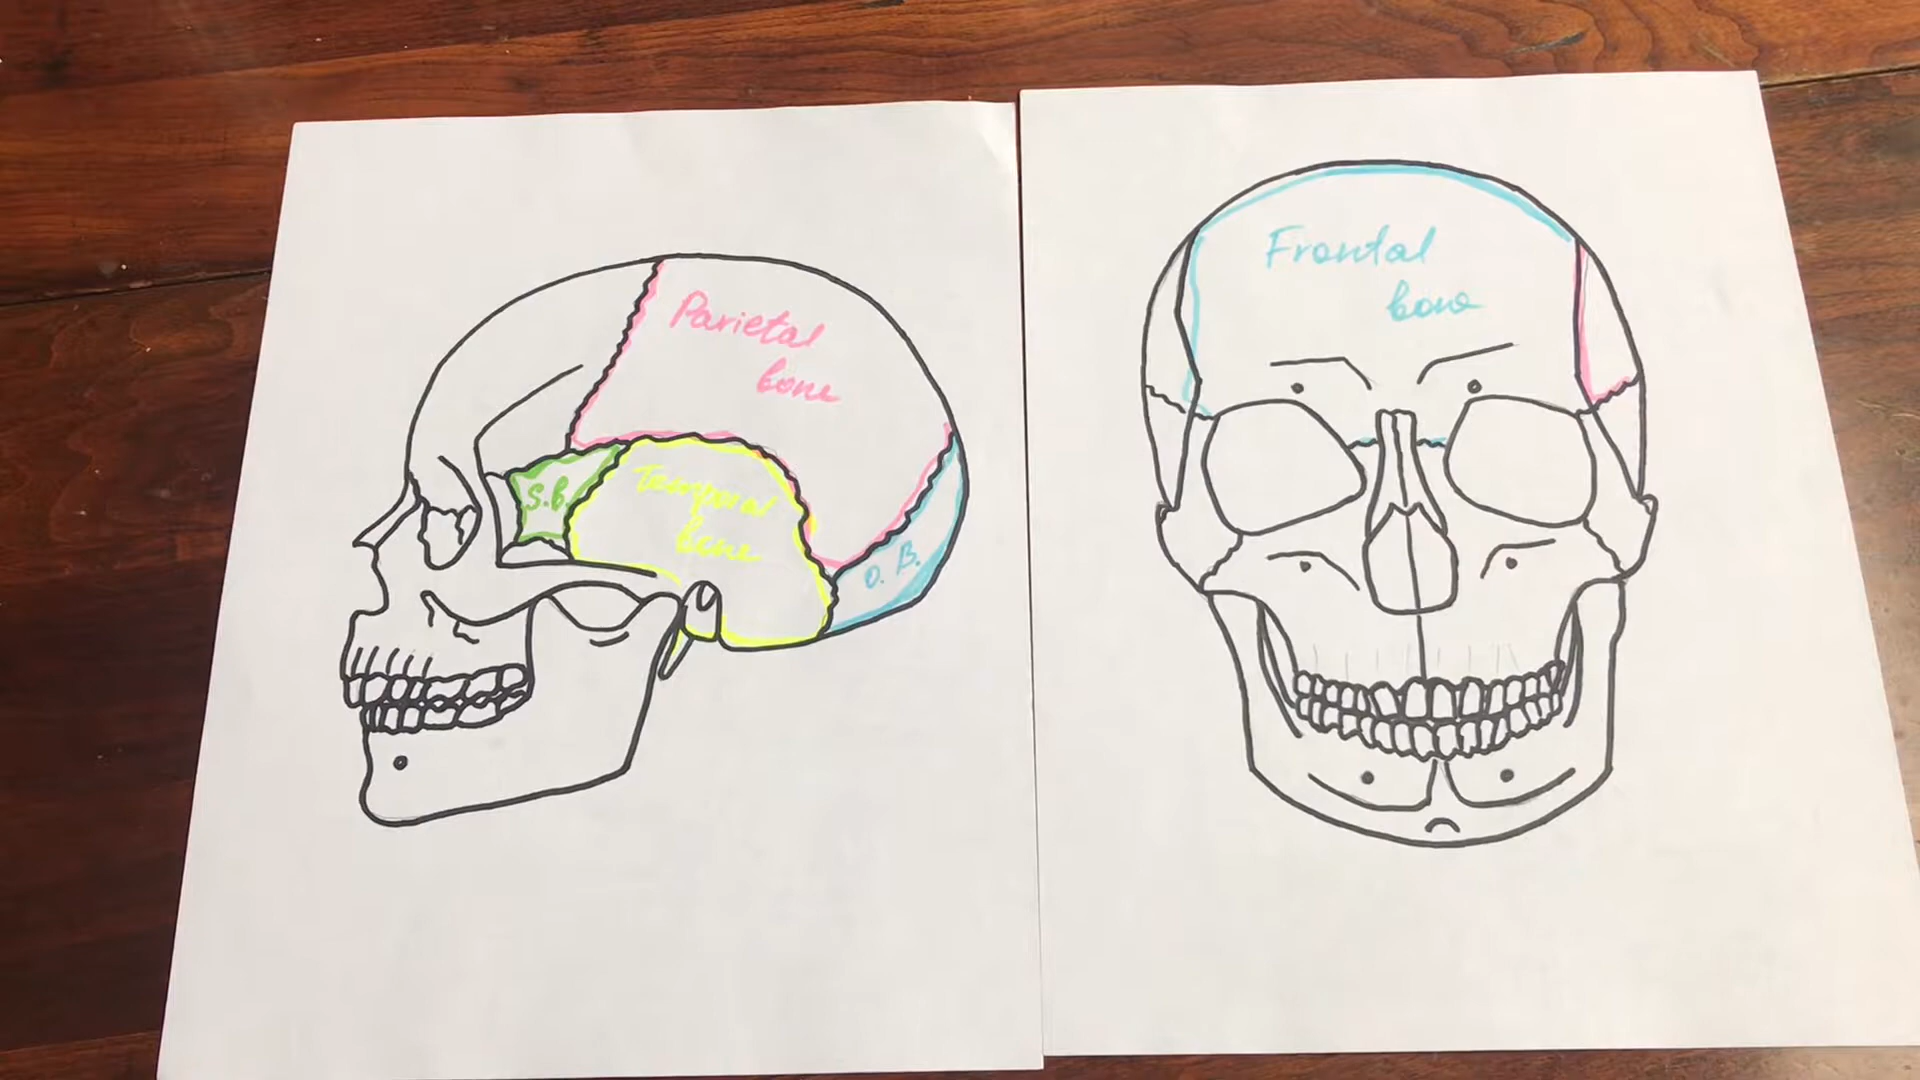 Parietal
bone
S.B.
Temporal
bone
O. B.
Frontal
bone